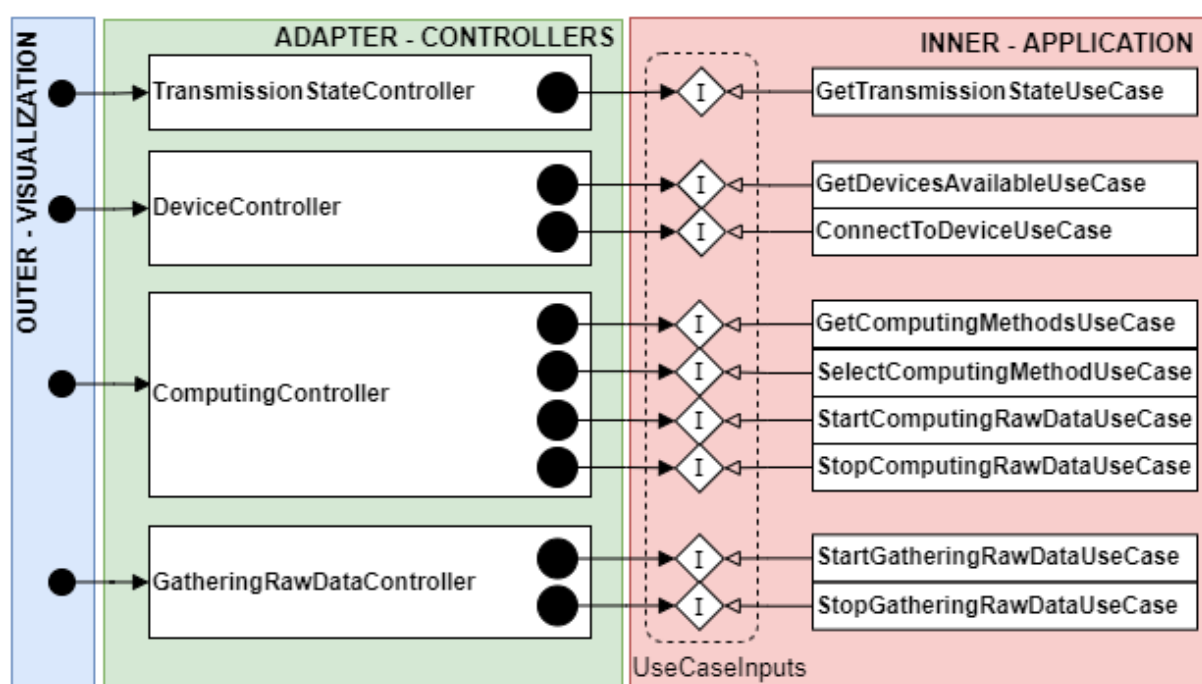 OUTER - VISUALIZATION
ADAPTER - CONTROLLERS
INNER - APPLICATION
TransmissionStateController
I
GetTransmissionStateUseCase
DeviceController
I
GetDevicesAvailableUseCase
I
ConnectToDeviceUseCase
ComputingController
I
GetComputingMethodsUseCase
I
SelectComputingMethodUseCase
I
StartComputingRawDataUseCase
I
StopComputingRawDataUseCase
GatheringRawDataController
I
StartGatheringRawDataUseCase
I
StopGatheringRawDataUseCase
UseCaseInputs